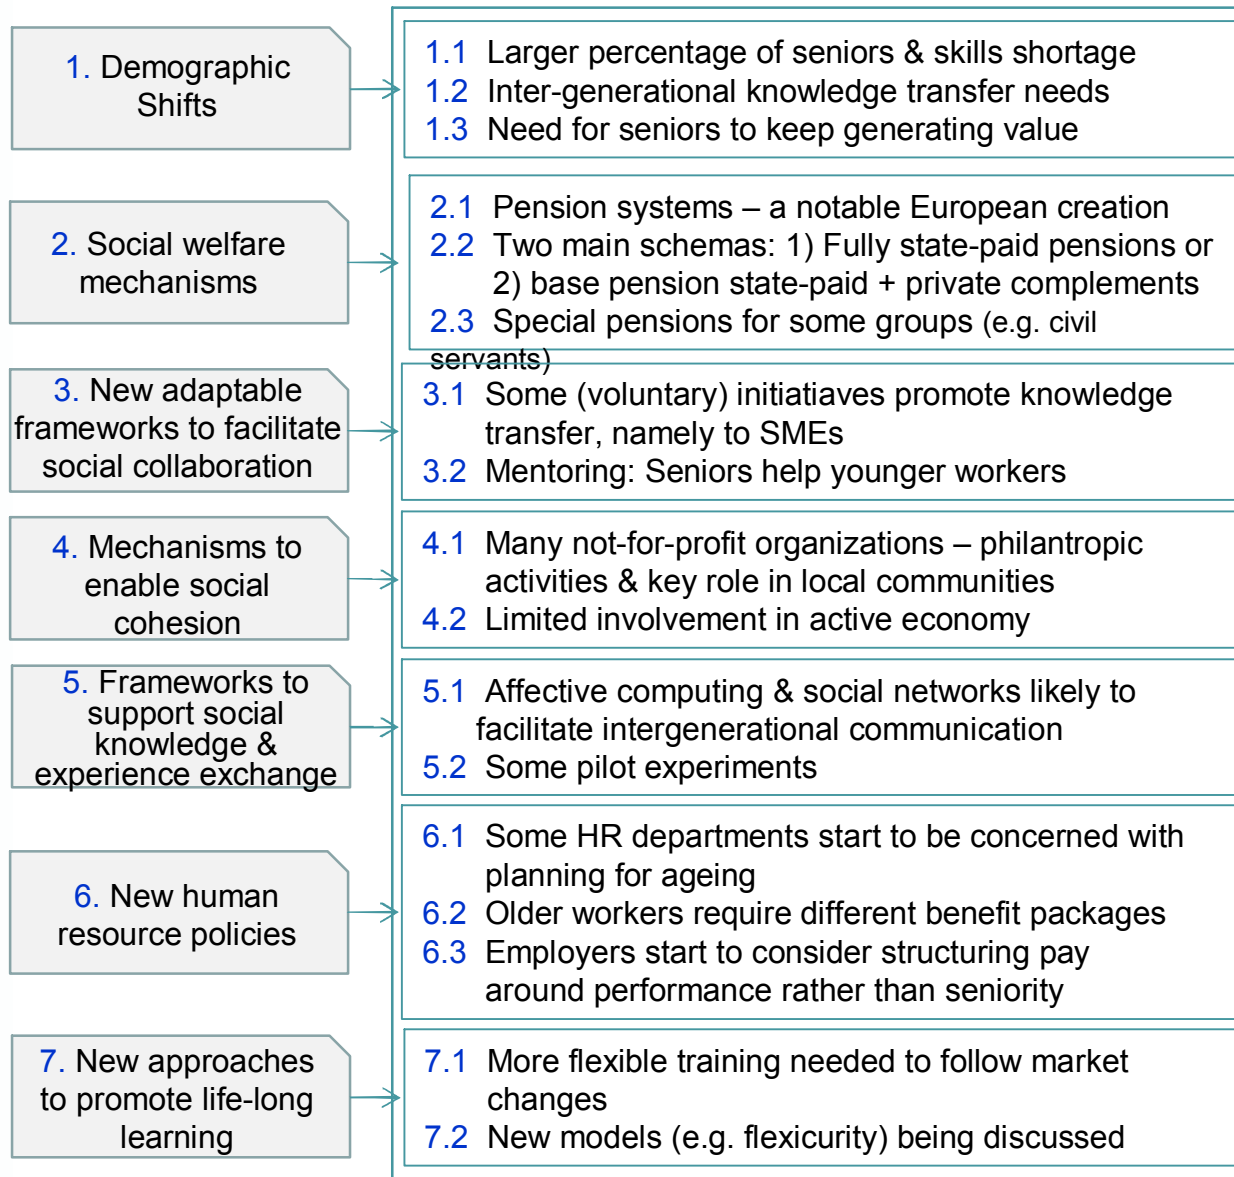 1. Demographic
Shifts
1.1 Larger percentage of seniors & skills shortage
1.2 Inter-generational knowledge transfer needs
1.3 Need for seniors to keep generating value
2. Social welfare
mechanisms
2.1 Pension systems – a notable European creation
2.2 Two main schemas: 1) Fully state-paid pensions or
2) base pension state-paid + private complements
2.3 Special pensions for some groups (e.g. civil
servants)
3. New adaptable
frameworks to facilitate
social collaboration
3.1 Some (voluntary) initiatiaves promote knowledge
transfer, namely to SMEs
3.2 Mentoring: Seniors help younger workers
4. Mechanisms to
enable social
cohesion
4.1 Many not-for-profit organizations – philantropic
activities & key role in local communities
4.2 Limited involvement in active economy
5. Frameworks to
support social
knowledge &
experience exchange
5.1 Affective computing & social networks likely to
facilitate intergenerational communication
5.2 Some pilot experiments
6. New human
resource policies
6.1 Some HR departments start to be concerned with
planning for ageing
6.2 Older workers require different benefit packages
6.3 Employers start to consider structuring pay
around performance rather than seniority
7. New approaches
to promote life-long
learning
7.1 More flexible training needed to follow market
changes
7.2 New models (e.g. flexicurity) being discussed